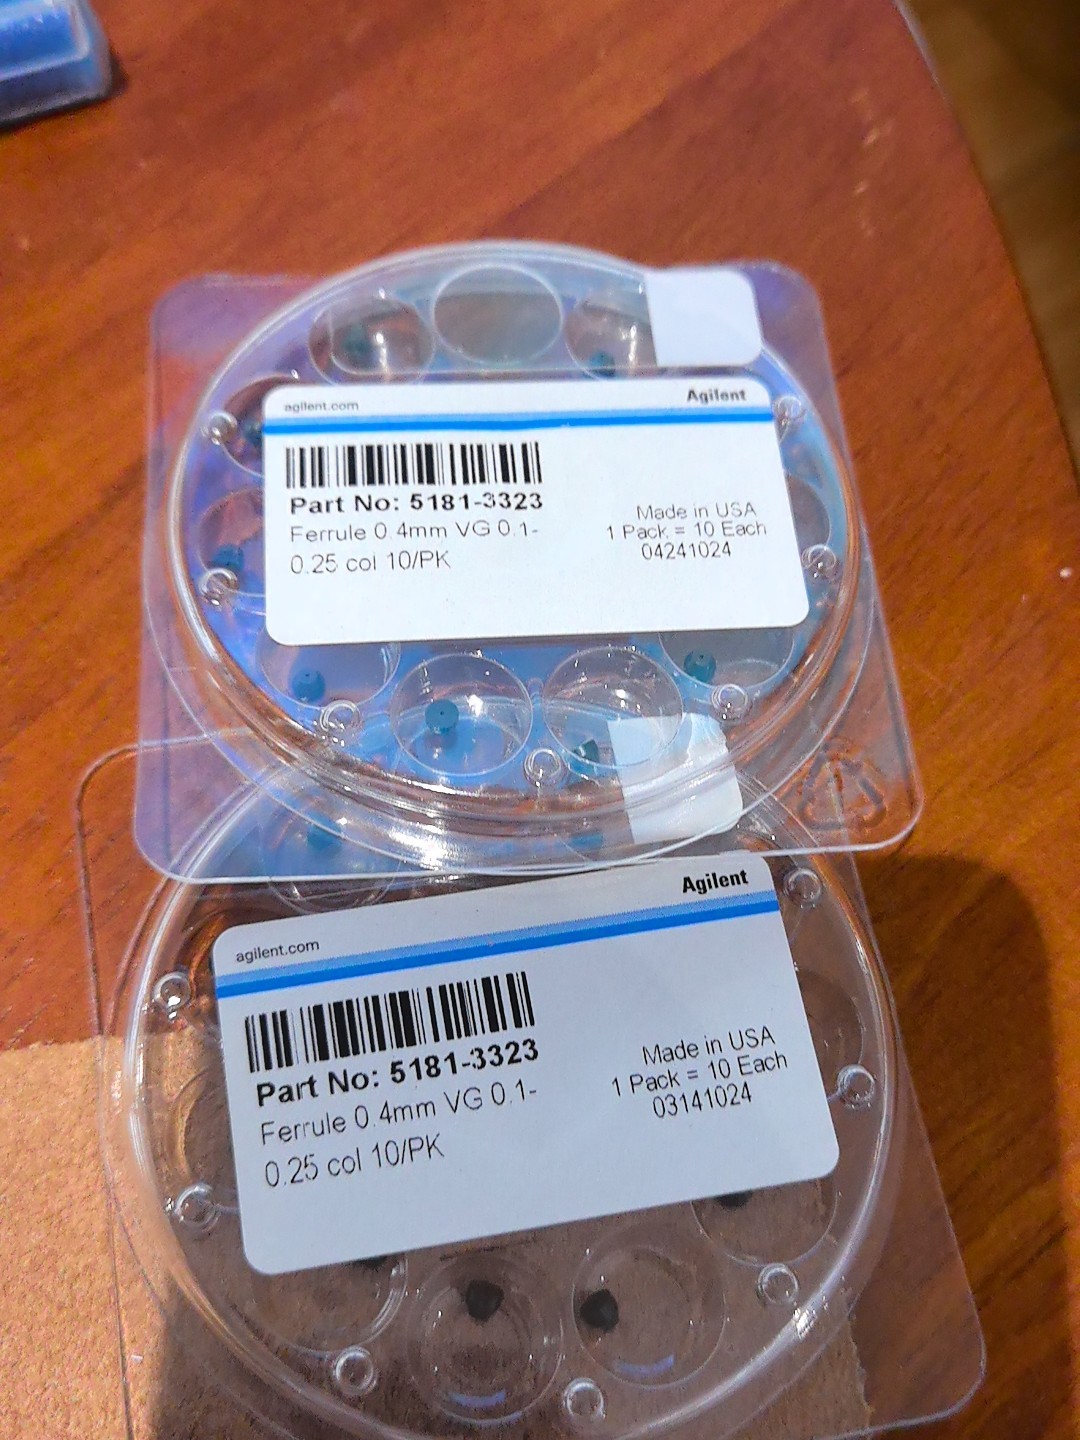 agilent.com
Agilent
Part No: 5181-3323
Ferrule 0.4mm VG 0.1-
0.25 col 10/PK
Made in USA
1 Pack = 10 Each
04241024
agilent.com
Agilent
Part No: 5181-3323
Ferrule 0.4mm VG 0.1-
0.25 col 10/PK
Made in USA
1 Pack = 10 Each
03141024